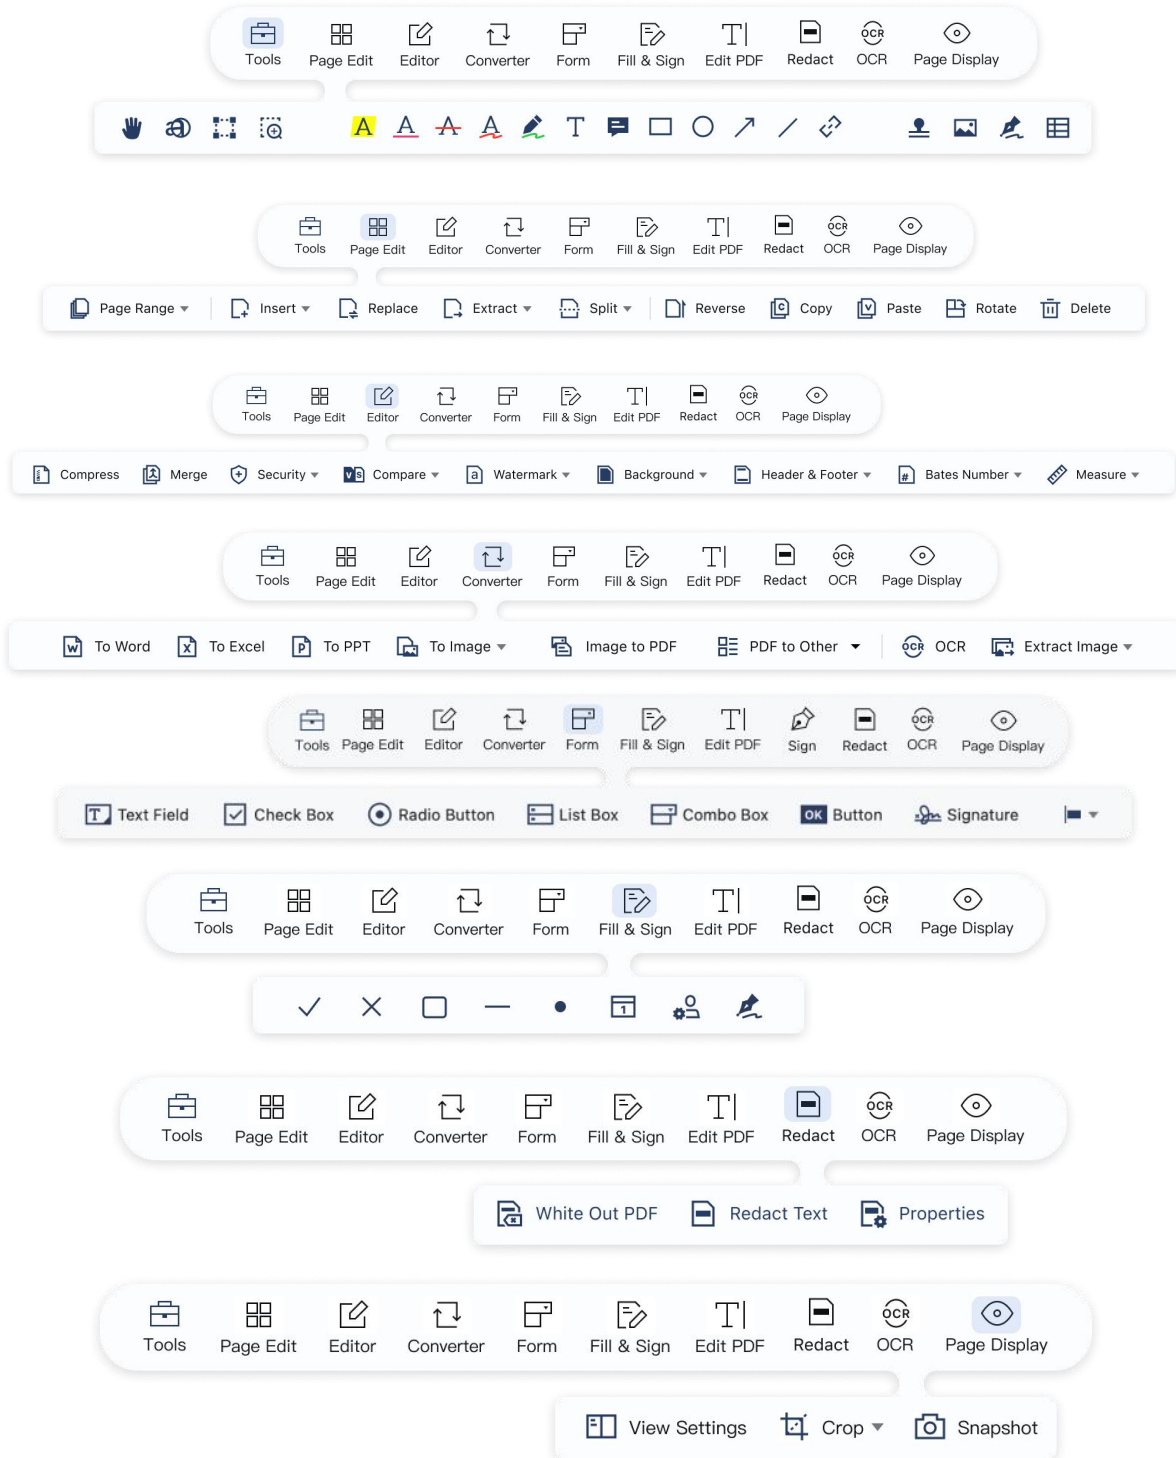 Tools Page Edit Editor Converter Form Fill & Sign Edit PDF Redact OCR Page Display
Tools Page Edit Editor Converter Form Fill & Sign Edit PDF Redact OCR Page Display
Page Range Insert Replace Extract Split Reverse Copy Paste Rotate Delete
Tools Page Edit Editor Converter Form Fill & Sign Edit PDF Redact OCR Page Display
Compress Merge Security Compare Watermark Background Header & Footer Bates Number Measure
Tools Page Edit Editor Converter Form Fill & Sign Edit PDF Redact OCR Page Display
To Word To Excel To PPT To Image Image to PDF PDF to Other OCR Extract Image
Tools Page Edit Editor Converter Form Fill & Sign Edit PDF Sign Redact OCR Page Display
Text Field Check Box Radio Button List Box Combo Box OK Button Signature
Tools Page Edit Editor Converter Form Fill & Sign Edit PDF Redact OCR Page Display
Tools Page Edit Editor Converter Form Fill & Sign Edit PDF Redact OCR Page Display
White Out PDF Redact Text Properties
Tools Page Edit Editor Converter Form Fill & Sign Edit PDF Redact OCR Page Display
View Settings Crop Snapshot